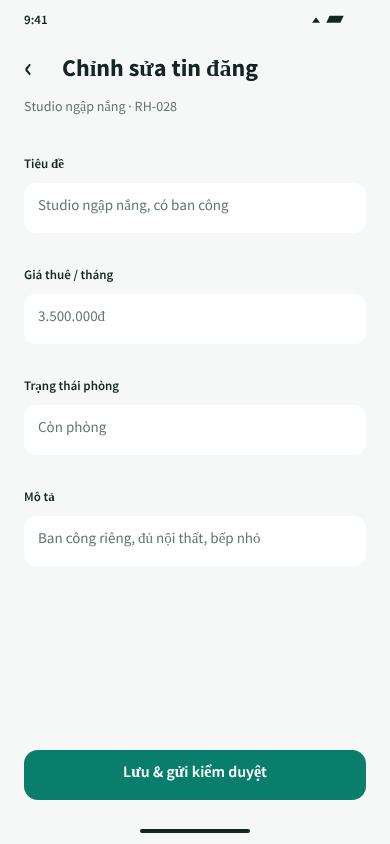 9:41
Chỉnh sửa tin đăng
Studio ngập nắng · RH-028
Tiêu đề
Studio ngập nắng, có ban công
Giá thuê / tháng
3.500.000đ
Trạng thái phòng
Còn phòng
Mô tả
Ban công riêng, đủ nội thất, bếp nhỏ
Lưu & gửi kiểm duyệt